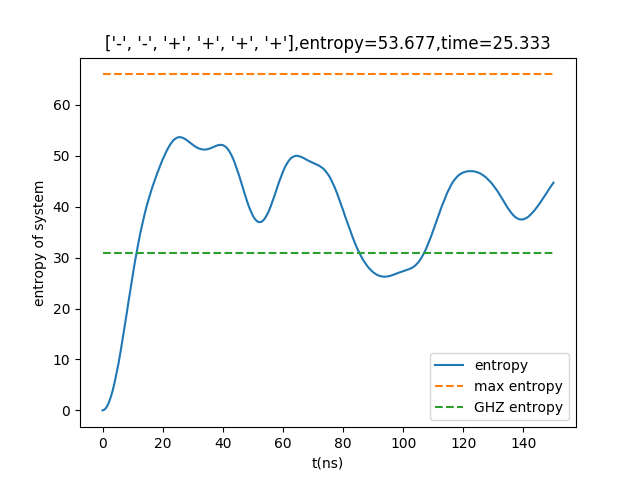 ['-', '-', '+', '+', '+', '+'],entropy=53.677,time=25.333
entropy of system
60
50
40
30
20
10
0
0 20 40 60 80 100 120 140
t(ns)
entropy
max entropy
GHZ entropy